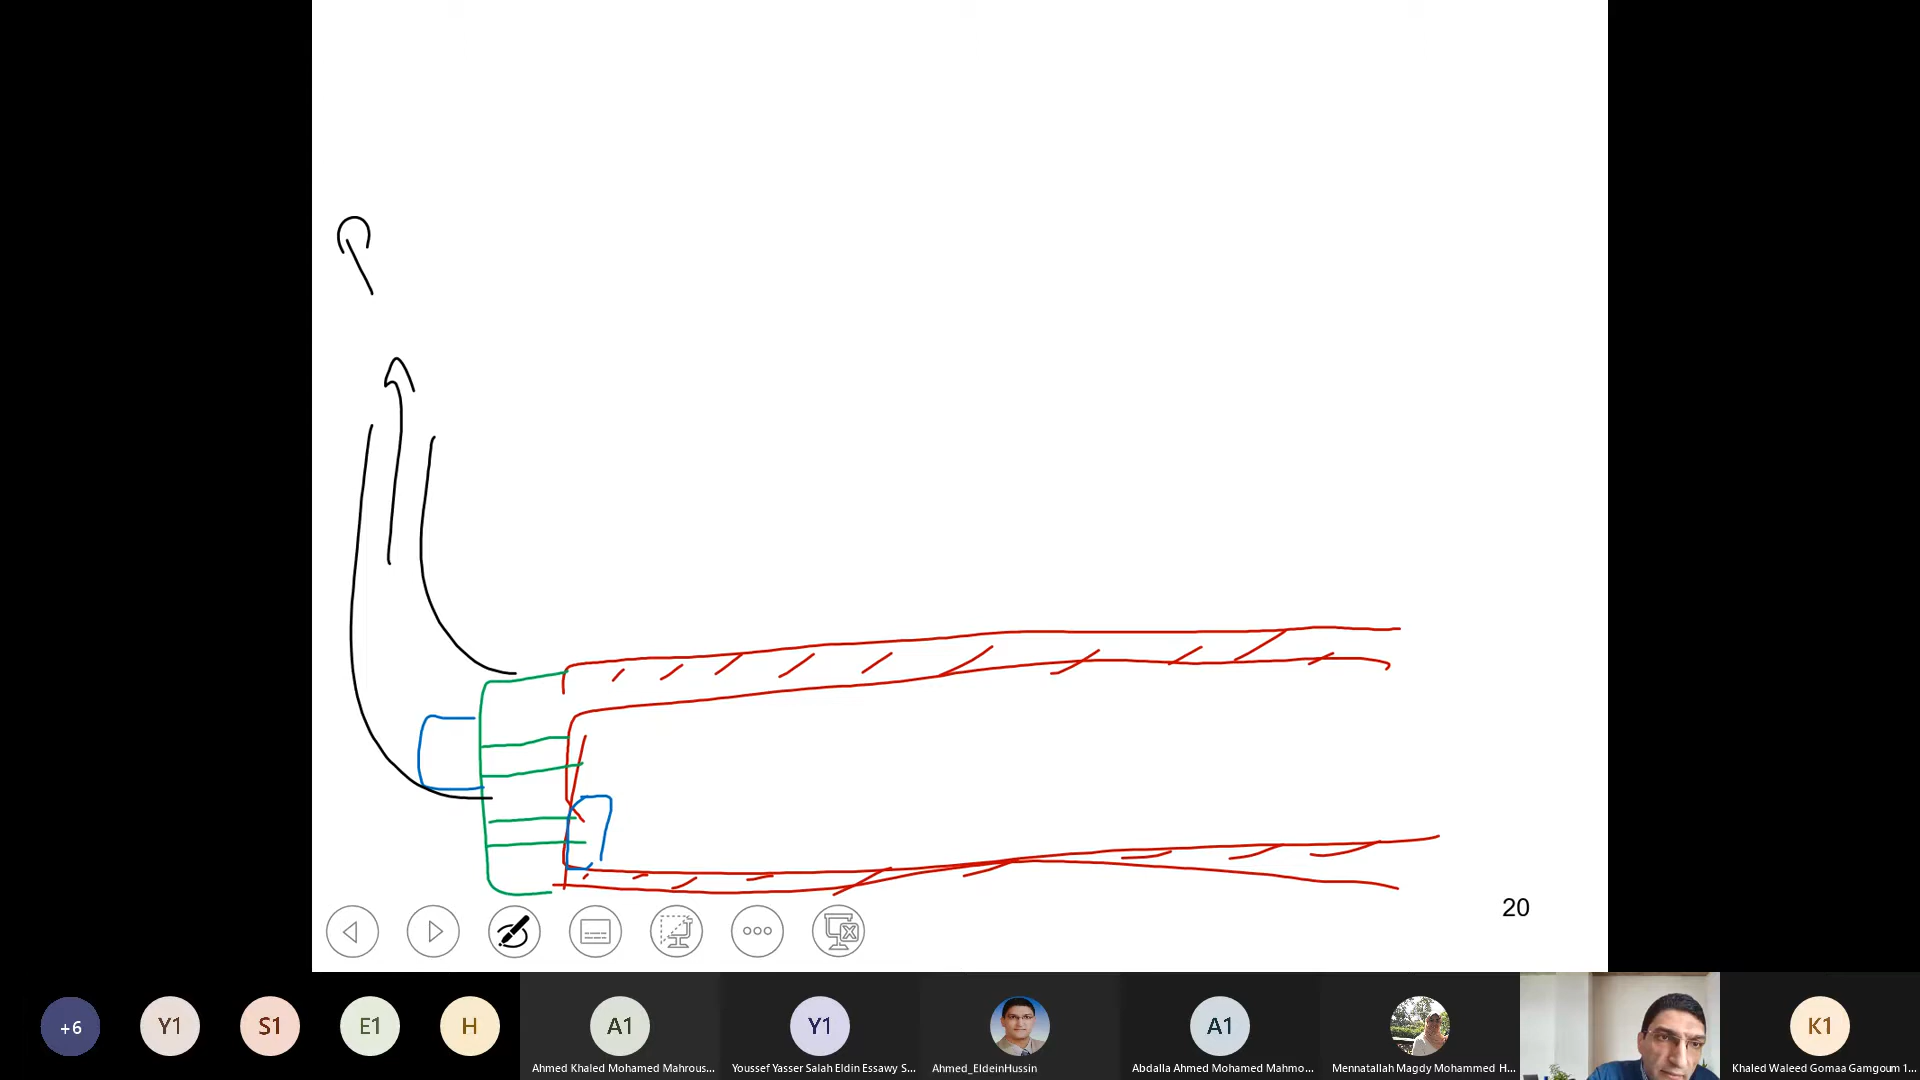 20
+6
Y1
S1
E1
H
A1
Y1
A1
K1
Ahmed Khaled Mohamed Mahrous...
Youssef Yasser Salah Eldin Essawy S...
Ahmed_EldeinHussin
Abdalla Ahmed Mohamed Mahmo...
Mennatallah Magdy Mohammed H...
Khaled Waleed Gomaa Gamgoum 1...